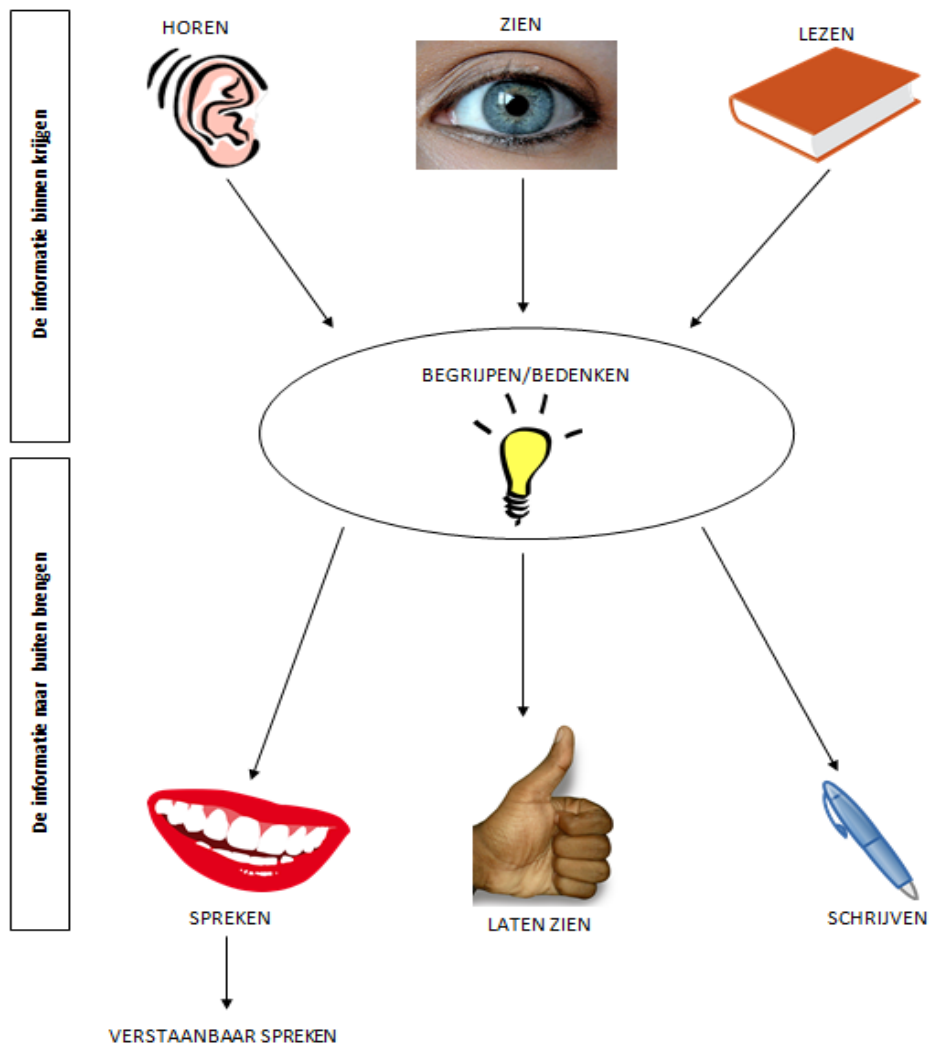 HOREN
ZIEN
LEZEN
De informatie binnen krijgen
BEGRIJPEN/BEDENKEN
De informatie naar buiten brengen
SPREKEN
LATEN ZIEN
SCHRIJVEN
VERSTAANBAAR SPREKEN